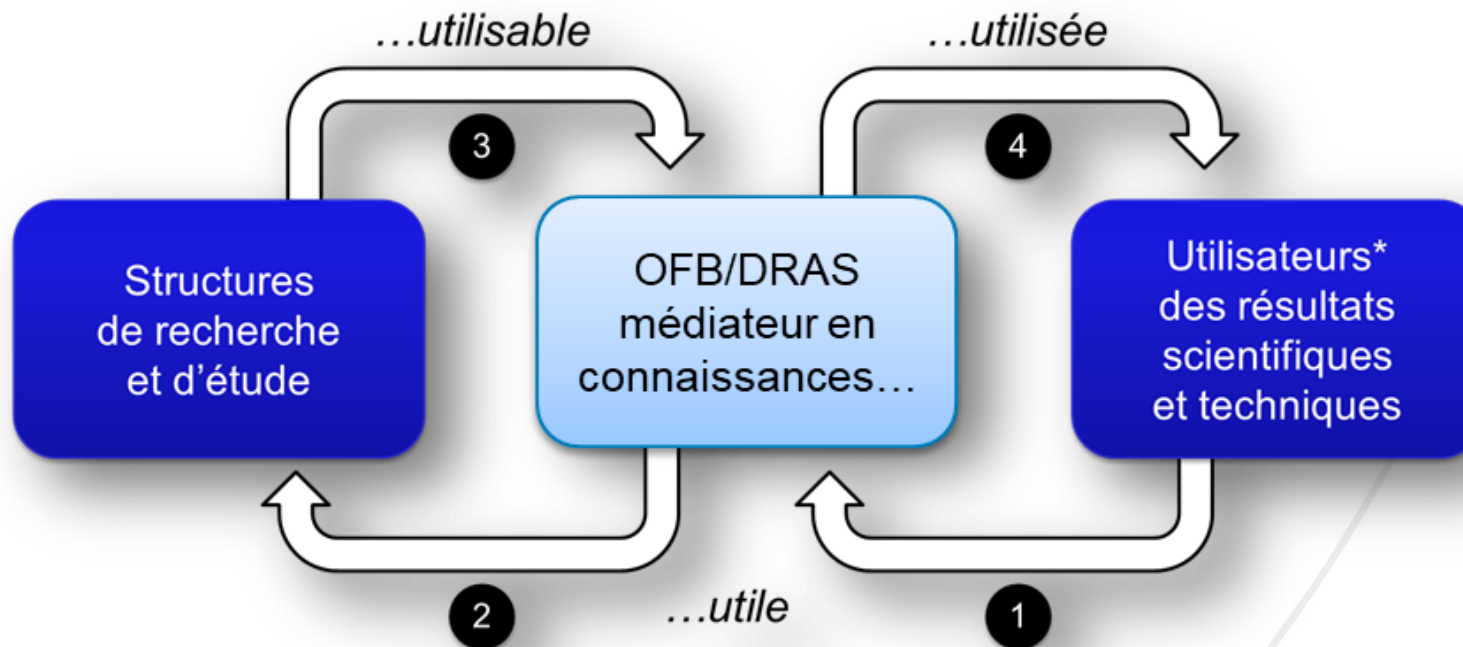 …utilisable
…utilisée
3
4
Structures
de recherche
et d’étude
OFB/DRAS
médiateur en
connaissances…
Utilisateurs*
des résultats
scientifiques
et techniques
2
…utile
1